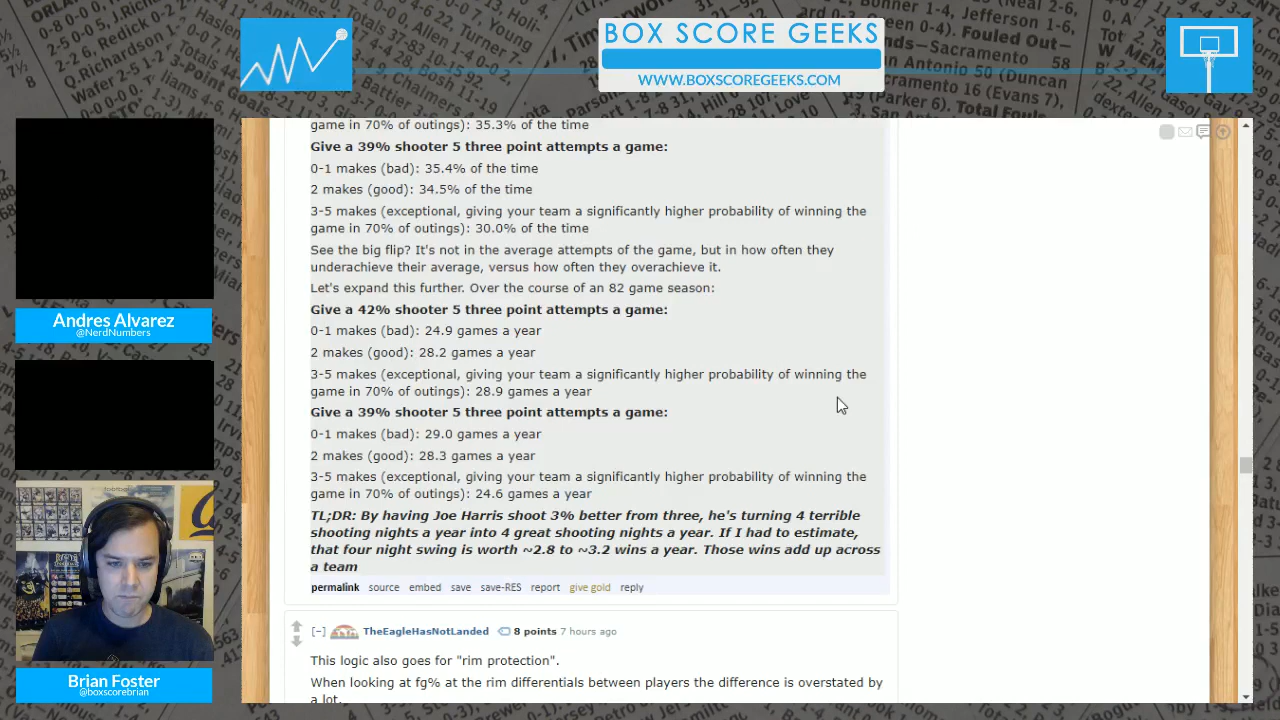 BOX SCORE GEEKS
WWW.BOXSCOREGEEKS.COM
game in 70% of outings): 35.3% of the time
Give a 39% shooter 5 three point attempts a game:
0-1 makes (bad): 35.4% of the time
2 makes (good): 34.5% of the time
3-5 makes (exceptional, giving your team a significantly higher probability of winning the
game in 70% of outings): 30.0% of the time
See the big flip? It's not in the average attempts of the game, but in how often they
underachieve their average, versus how often they overachieve it.
Let's expand this further. Over the course of an 82 game season:
Give a 42% shooter 5 three point attempts a game:
0-1 makes (bad): 24.9 games a year
2 makes (good): 28.2 games a year
3-5 makes (exceptional, giving your team a significantly higher probability of winning the
game in 70% of outings): 28.9 games a year
Give a 39% shooter 5 three point attempts a game:
0-1 makes (bad): 29.0 games a year
2 makes (good): 28.3 games a year
3-5 makes (exceptional, giving your team a significantly higher probability of winning the
game in 70% of outings): 24.6 games a year
TL;DR: By having Joe Harris shoot 3% better from three, he's turning 4 terrible
shooting nights a year into 4 great shooting nights a year. If I had to estimate,
that four night swing is worth ~2.8 to ~3.2 wins a year. Those wins add up across
a team
permalink source embed save save-RES report give gold reply
[-] TheEagleHasNotLanded 8 points 7 hours ago
This logic also goes for "rim protection".
When looking at fg% at the rim differentials between players the difference is overstated by
a lot.
Andres Alvarez
@NerdNumbers
Brian Foster
@boxscorebrian